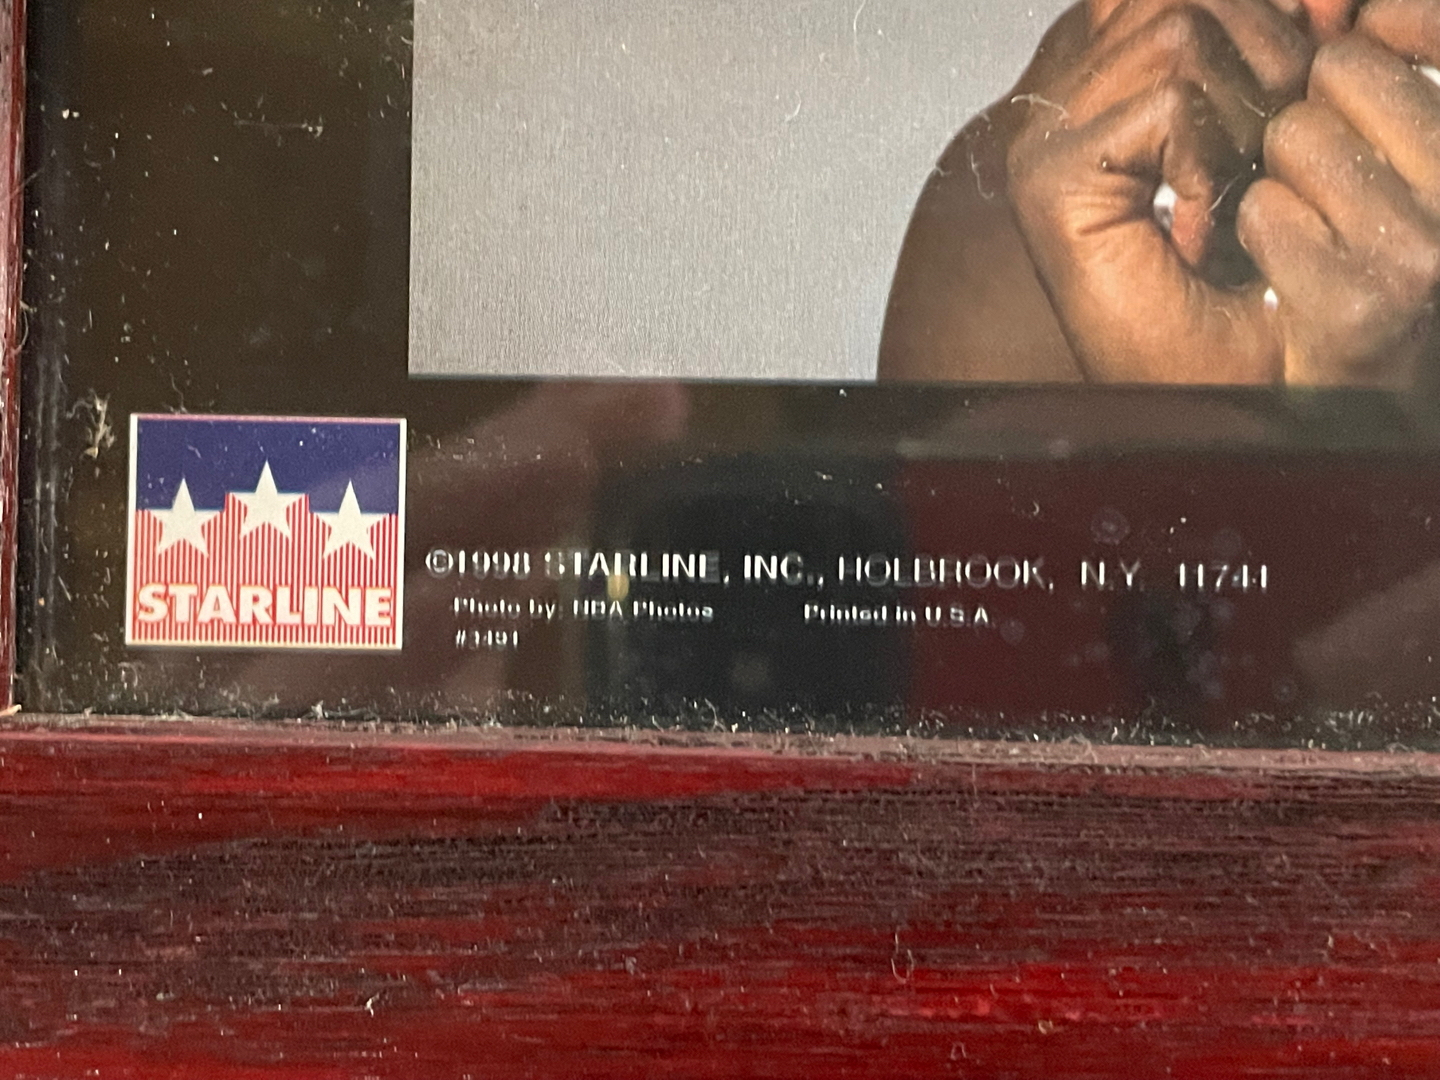 STARLINE
©1998 STARLINE, INC., HOLBROOK, N.Y. 11741
Photo by: NBA Photos Printed in U.S.A.
#3491